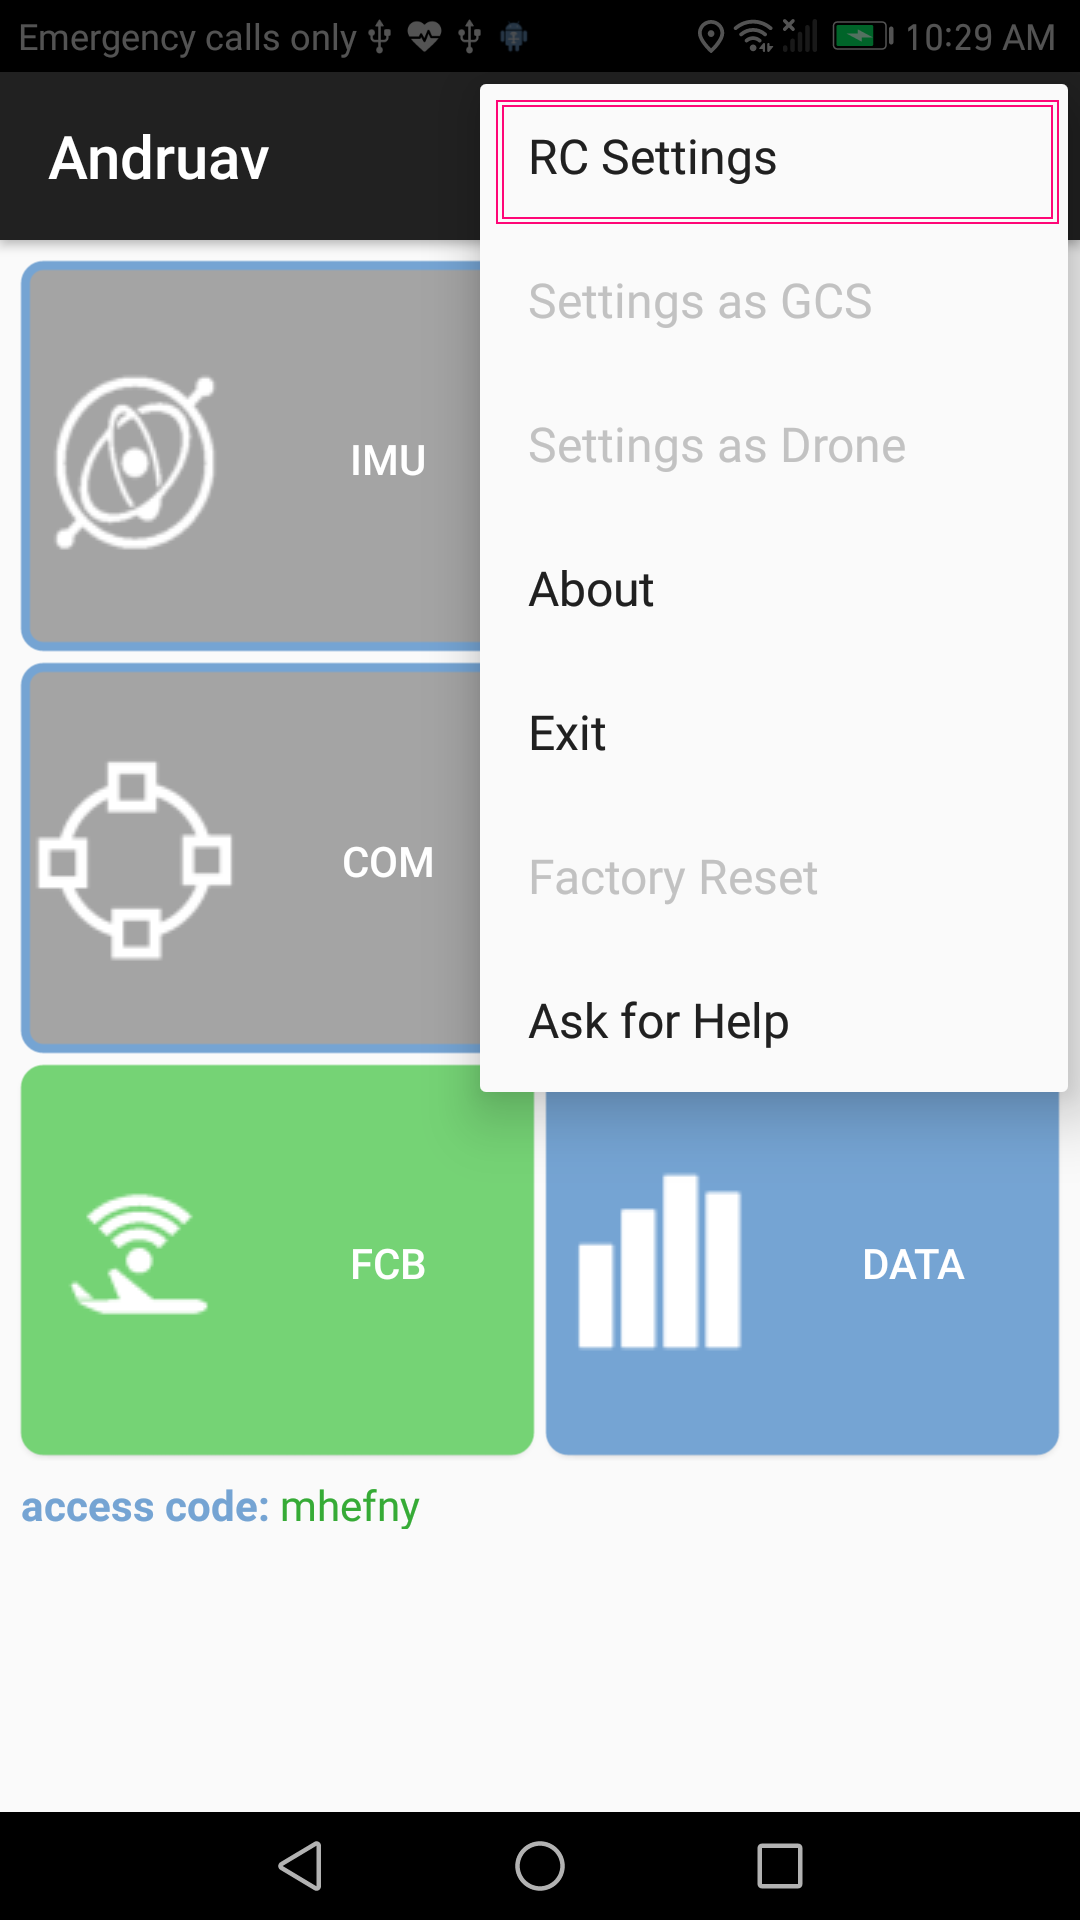 Emergency calls only 10:29 AM
Andruav
RC Settings
Settings as GCS
Settings as Drone
About
Exit
Factory Reset
Ask for Help
IMU
COM
FCB
DATA
access code: mhefny